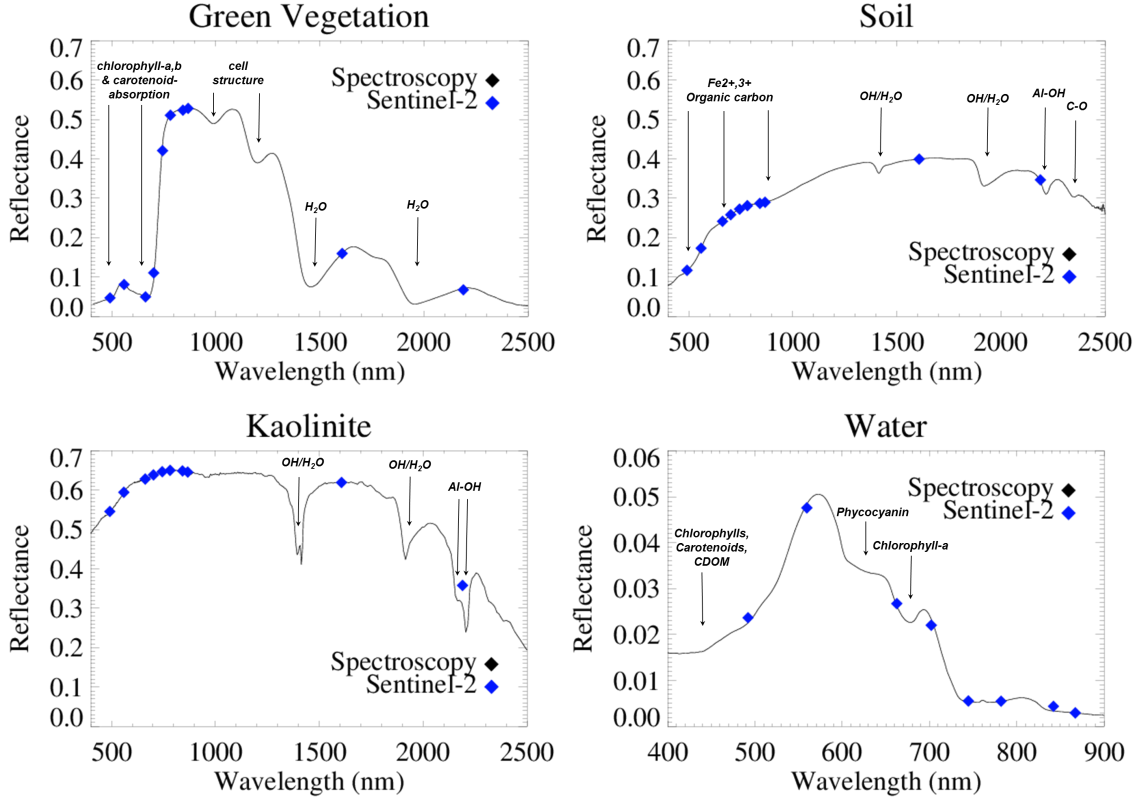 Green Vegetation
0.7
0.6
0.5
0.4
0.3
0.2
0.1
0.0
Reflectance
chlorophyll-a,b
& carotenoid-
absorption
cell
structure
H2O
H2O
Spectroscopy
Sentinel-2
500
1000
1500
2000
2500
Wavelength (nm)
Soil
0.7
0.6
0.5
0.4
0.3
0.2
0.1
0.0
Reflectance
Fe2+,3+
Organic carbon
OH/H2O
OH/H2O
Al-OH
C-O
Spectroscopy
Sentinel-2
500
1000
1500
2000
2500
Wavelength (nm)
Kaolinite
0.7
0.6
0.5
0.4
0.3
0.2
0.1
0.0
Reflectance
OH/H2O
OH/H2O
Al-OH
Spectroscopy
Sentinel-2
500
1000
1500
2000
2500
Wavelength (nm)
Water
0.06
0.05
0.04
0.03
0.02
0.01
0.00
Reflectance
Chlorophylls,
Carotenoids,
CDOM
Phycocyanin
Chlorophyll-a
Spectroscopy
Sentinel-2
400
500
600
700
800
900
Wavelength (nm)